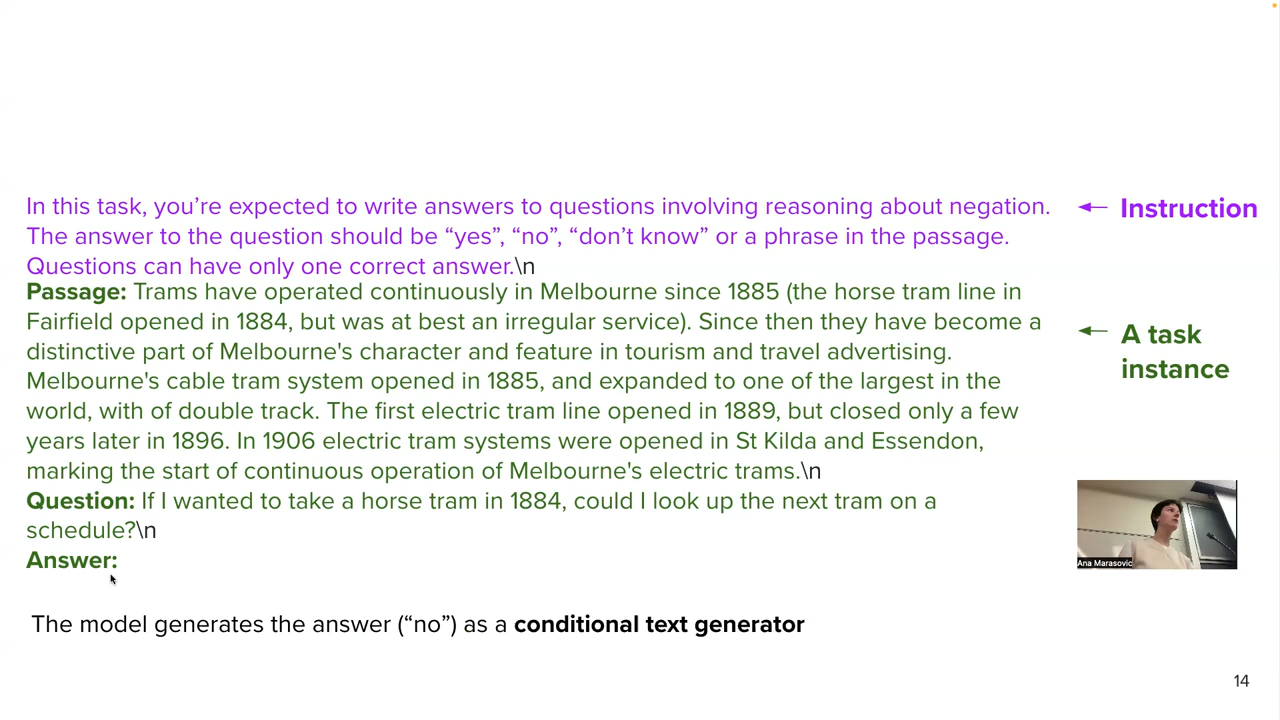 In this task, you’re expected to write answers to questions involving reasoning about negation.
The answer to the question should be “yes”, “no”, “don’t know” or a phrase in the passage.
Questions can have only one correct answer.\n
Instruction
Passage: Trams have operated continuously in Melbourne since 1885 (the horse tram line in
Fairfield opened in 1884, but was at best an irregular service). Since then they have become a
distinctive part of Melbourne's character and feature in tourism and travel advertising.
Melbourne's cable tram system opened in 1885, and expanded to one of the largest in the
world, with of double track. The first electric tram line opened in 1889, but closed only a few
years later in 1896. In 1906 electric tram systems were opened in St Kilda and Essendon,
marking the start of continuous operation of Melbourne's electric trams.\n
Question: If I wanted to take a horse tram in 1884, could I look up the next tram on a
schedule?\n
Answer:
A task
instance
Ana Marasovic
The model generates the answer (“no”) as a conditional text generator
14